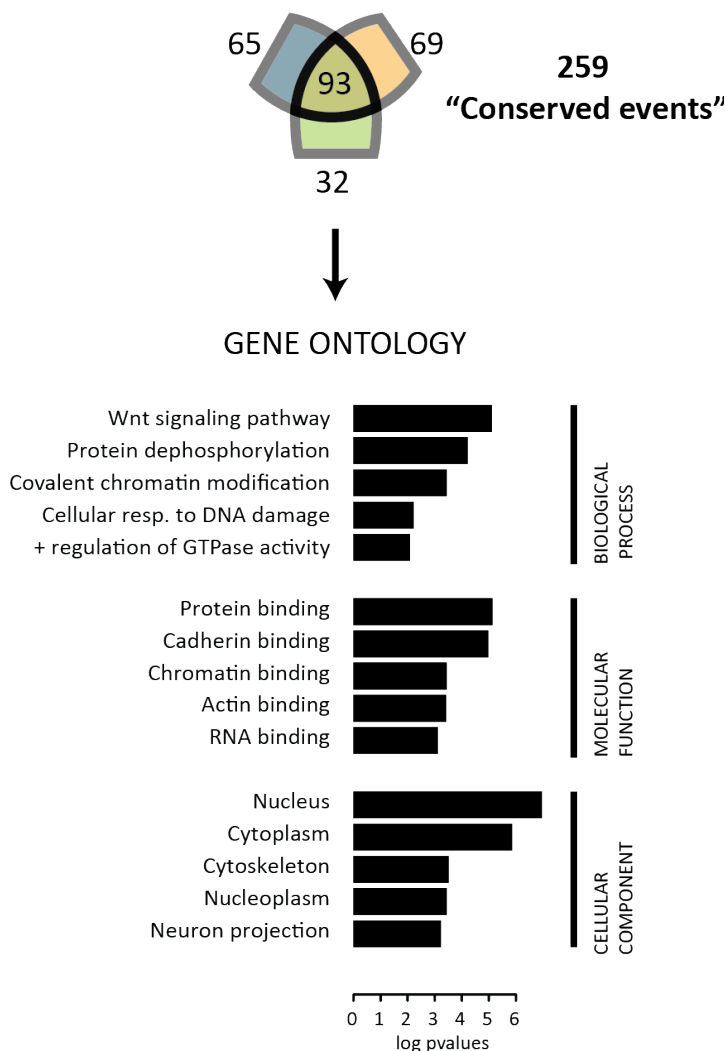 65
69
93
32
259
“Conserved events”
GENE ONTOLOGY
Wnt signaling pathway
Protein dephosphorylation
Covalent chromatin modification
Cellular resp. to DNA damage
+ regulation of GTPase activity
BIOLOGICAL
PROCESS
Protein binding
Cadherin binding
Chromatin binding
Actin binding
RNA binding
MOLECULAR
FUNCTION
Nucleus
Cytoplasm
Cytoskeleton
Nucleoplasm
Neuron projection
CELLULAR
COMPONENT
0 1 2 3 4 5 6
log pvalues